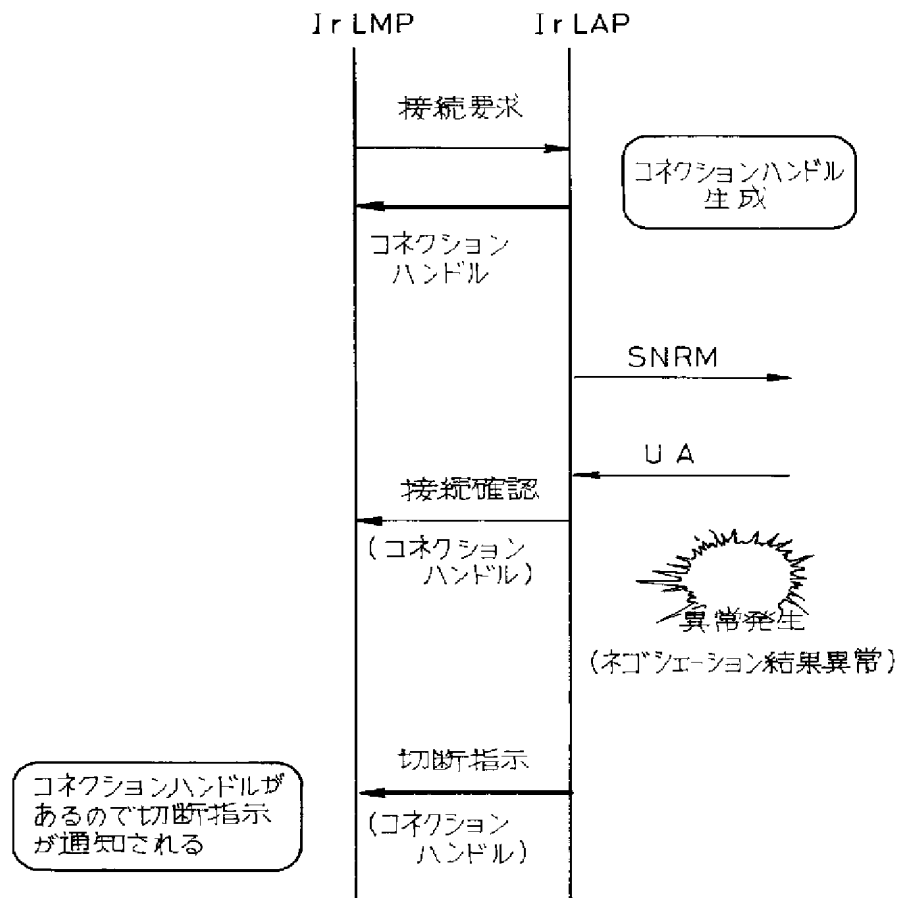 IrLMP IrLAP
接続要求
コネクションハンドル
生成
コネクション
ハンドル
SNRM
UA
接続確認
(コネクション
ハンドル)
異常発生
(ネゴシエーション結果異常)
切断指示
コネクションハンドルが
あるので切断指示
が通知される
(コネクション
ハンドル)